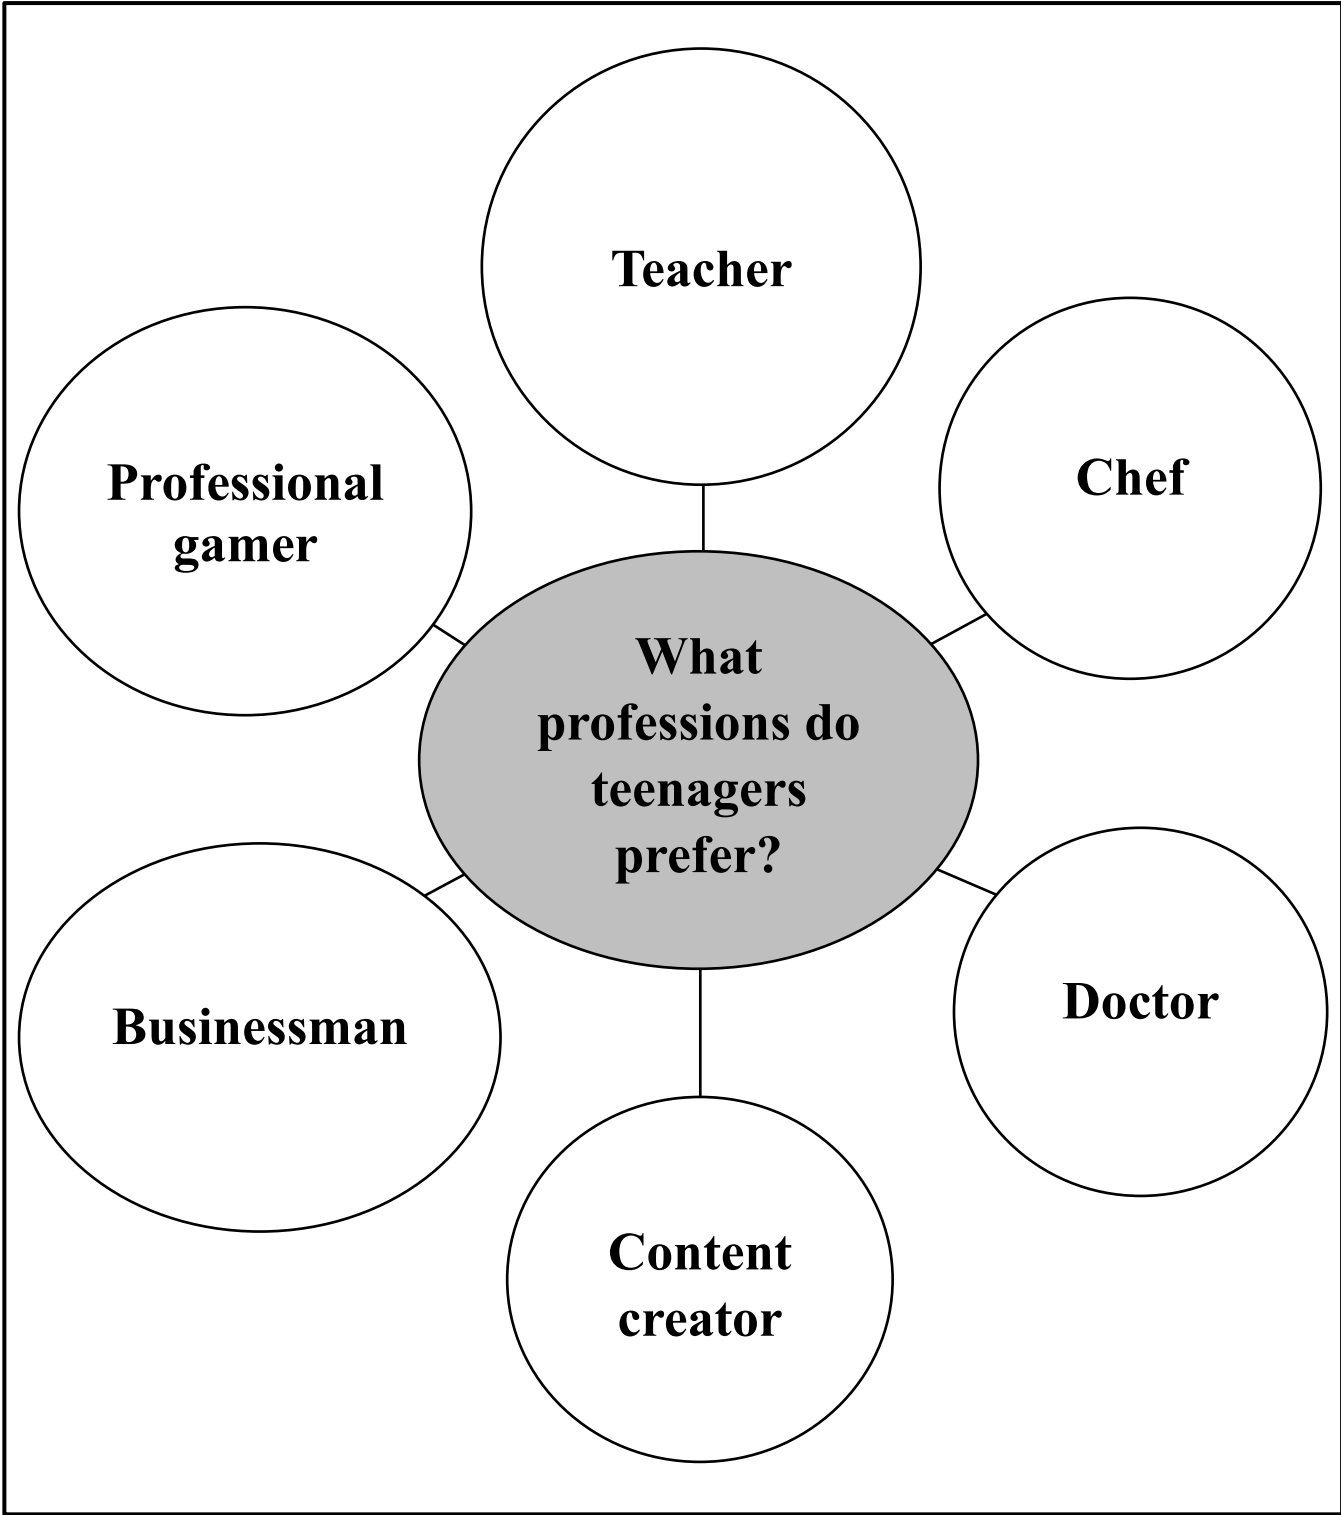 Teacher
Professional
gamer
Chef
What
professions do
teenagers
prefer?
Businessman
Doctor
Content
creator